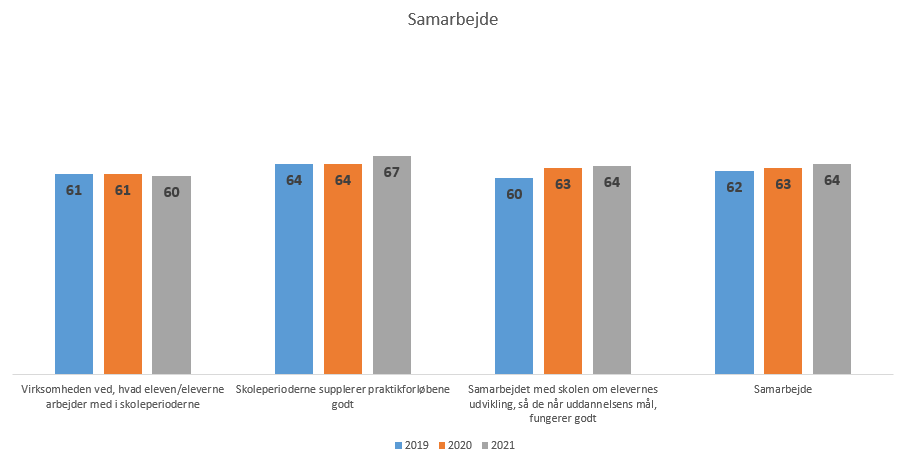 Samarbejde
61
61
60
64
64
67
60
63
64
62
63
64
Virksomheden ved, hvad eleven/eleverne
arbejder med i skoleperioderne
Skoleperioderne supplerer praktikforløbene
godt
Samarbejdet med skolen om elevernes
udvikling, så de når uddannelsens mål,
fungerer godt
Samarbejde
2019 2020 2021